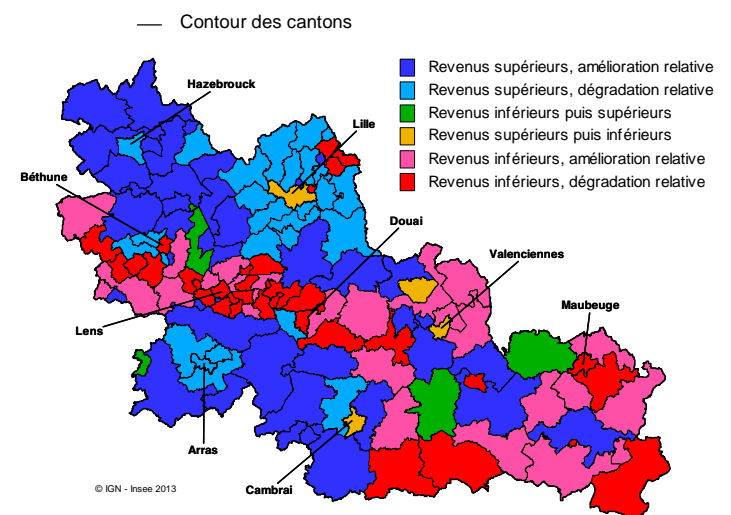 Contour des cantons
Revenus supérieurs, amélioration relative
Revenus supérieurs, dégradation relative
Revenus inférieurs puis supérieurs
Revenus supérieurs puis inférieurs
Revenus inférieurs, amélioration relative
Revenus inférieurs, dégradation relative
Hazebrouck
Lille
Béthune
Douai
Valenciennes
Maubeuge
Lens
Arras
Cambrai
© IGN - Insee 2013